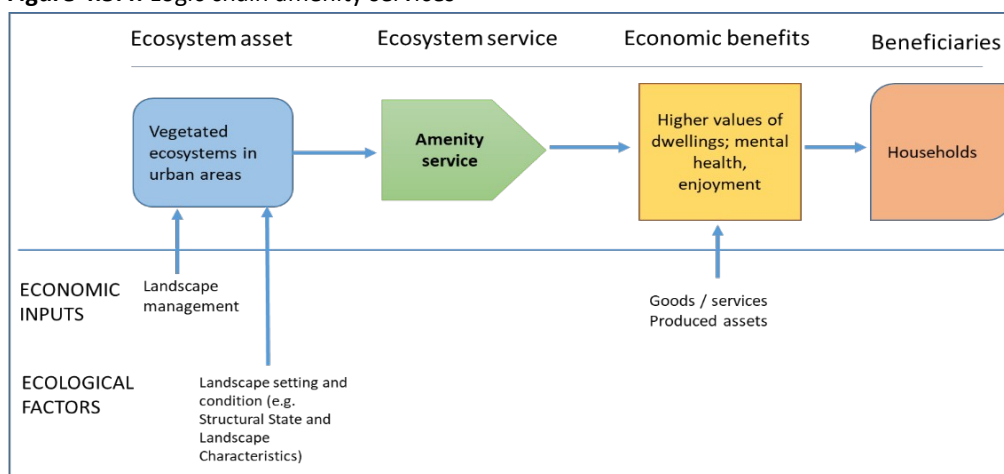 Ecosystem asset
Ecosystem service
Economic benefits
Beneficiaries
Vegetated
ecosystems in
urban areas
Amenity
service
Higher values of
dwellings; mental
health,
enjoyment
Households
ECONOMIC
INPUTS
Landscape
management
Goods / services
Produced assets
ECOLOGICAL
FACTORS
Landscape setting and
condition (e.g.
Structural State and
Landscape
Characteristics)